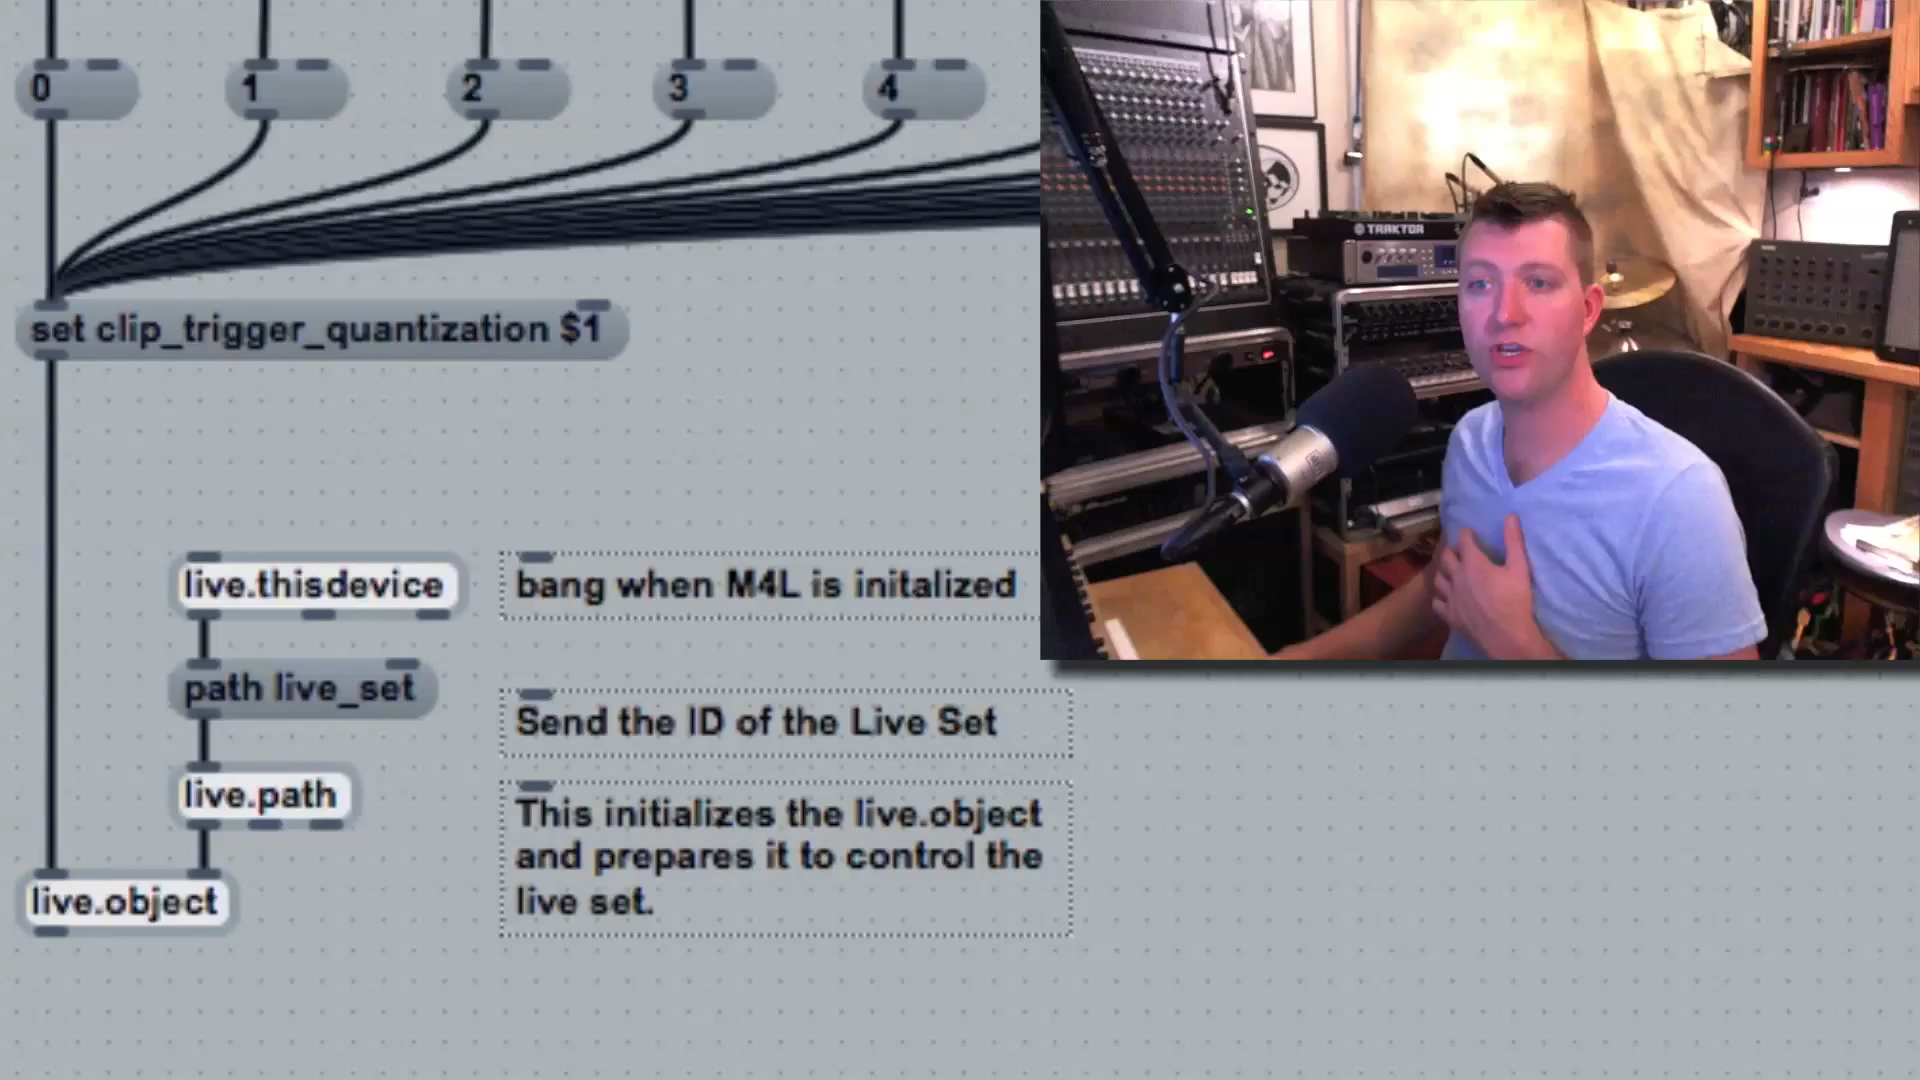 0
1
2
3
4
set clip_trigger_quantization $1
live.thisdevice
bang when M4L is initalized
path live_set
Send the ID of the Live Set
live.path
This initializes the live.object
and prepares it to control the
live set.
live.object
TRAKTOR